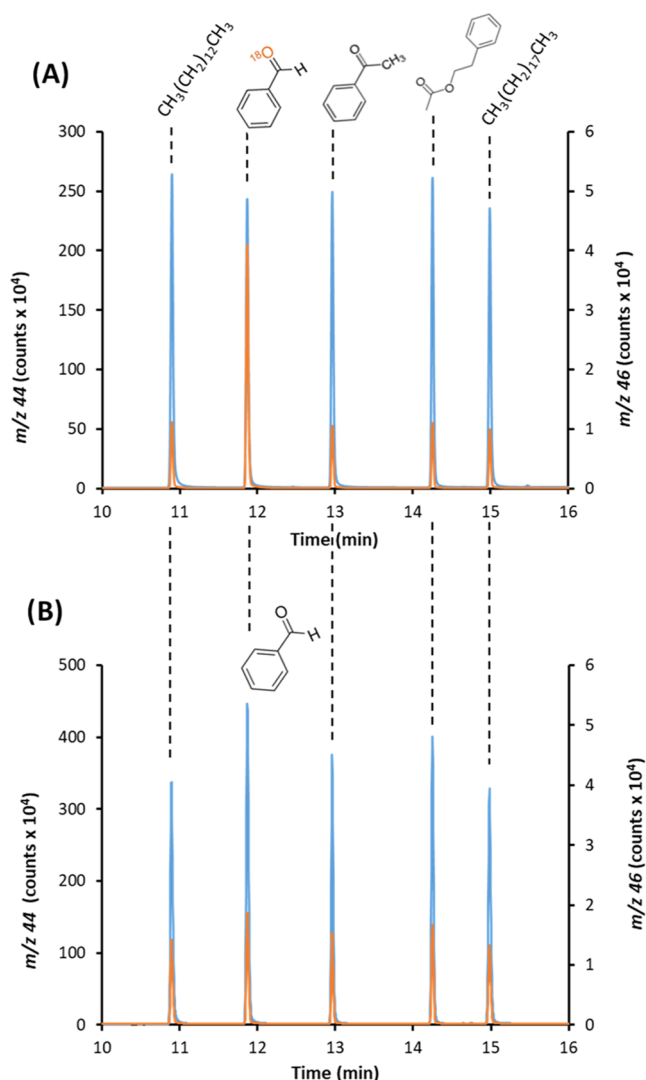 (A)
CH3(CH2)12CH3
18O
H
O
CH3
O
O
CH3(CH2)17CH3
300
250
200
150
100
50
0
m/z 44 (counts x 10⁴)
6
5
4
3
2
1
0
m/z 46 (counts x 10⁴ )
10 11 12 13 14 15 16
Time (min)
(B)
O
H
500
400
300
200
100
0
m/z 44 (counts x 10⁴)
6
5
4
3
2
1
0
m/z 46 (counts x 10⁴)
10 11 12 13 14 15 16
Time (min)